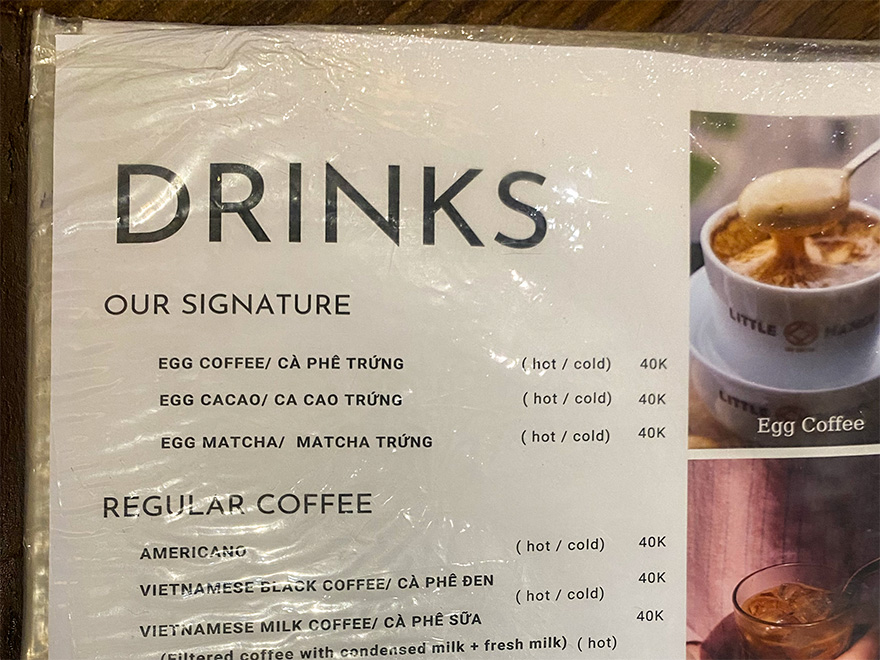 DRINKS
OUR SIGNATURE
EGG COFFEE/ CÀ PHÊ TRỨNG ( hot / cold) 40K
EGG CACAO/ CA CAO TRỨNG ( hot / cold) 40K
EGG MATCHA/ MATCHA TRỨNG ( hot / cold) 40K
REGULAR COFFEE
AMERICANO ( hot / cold) 40K
VIETNAMESE BLACK COFFEE/ CÀ PHÊ ĐEN ( hot / cold) 40K
VIETNAMESE MILK COFFEE/ CÀ PHÊ SỮA 40K
(Filtered coffee with condensed milk + fresh milk) ( hot)
LITTLE
LITTLE
Egg Coffee